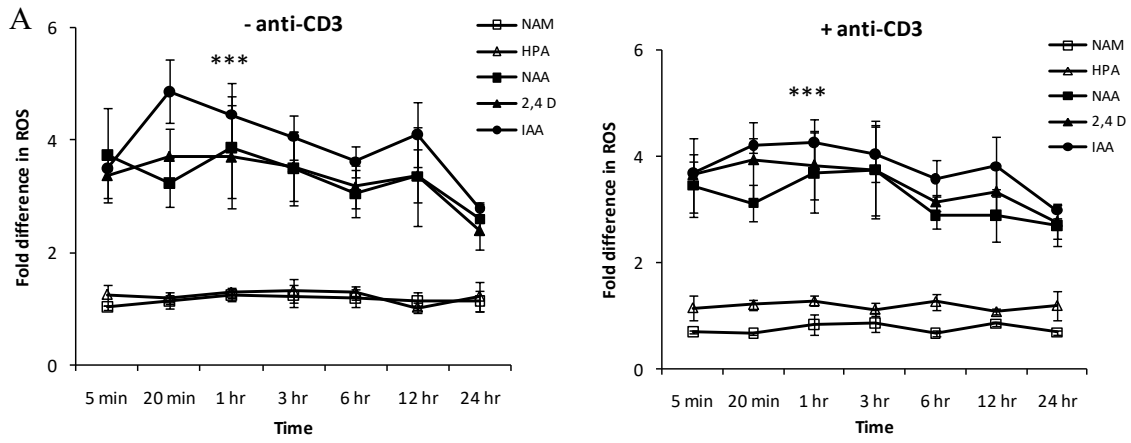 A
- anti-CD3
***
NAM
HPA
NAA
2,4 D
IAA
Fold difference in ROS
6
4
2
0
5 min 20 min 1 hr 3 hr 6 hr 12 hr 24 hr
Time
+ anti-CD3
***
NAM
HPA
NAA
2,4 D
IAA
Fold difference in ROS
6
4
2
0
5 min 20 min 1 hr 3 hr 6 hr 12 hr 24 hr
Time